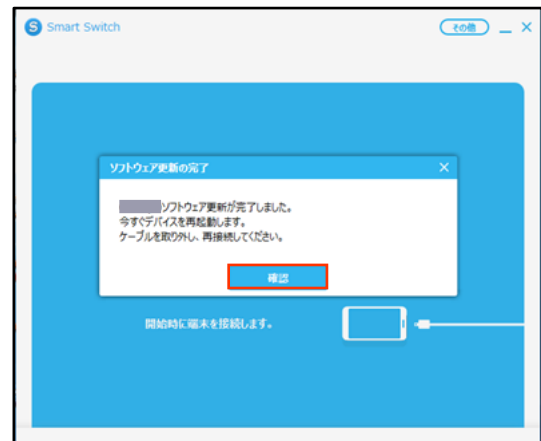 S Smart Switch
その他
ソフトウェア更新の完了
ソフトウェア更新が完了しました。
今すぐデバイスを再起動します。
ケーブルを取り外し、再接続してください。
確認
開始時に端末を接続します。